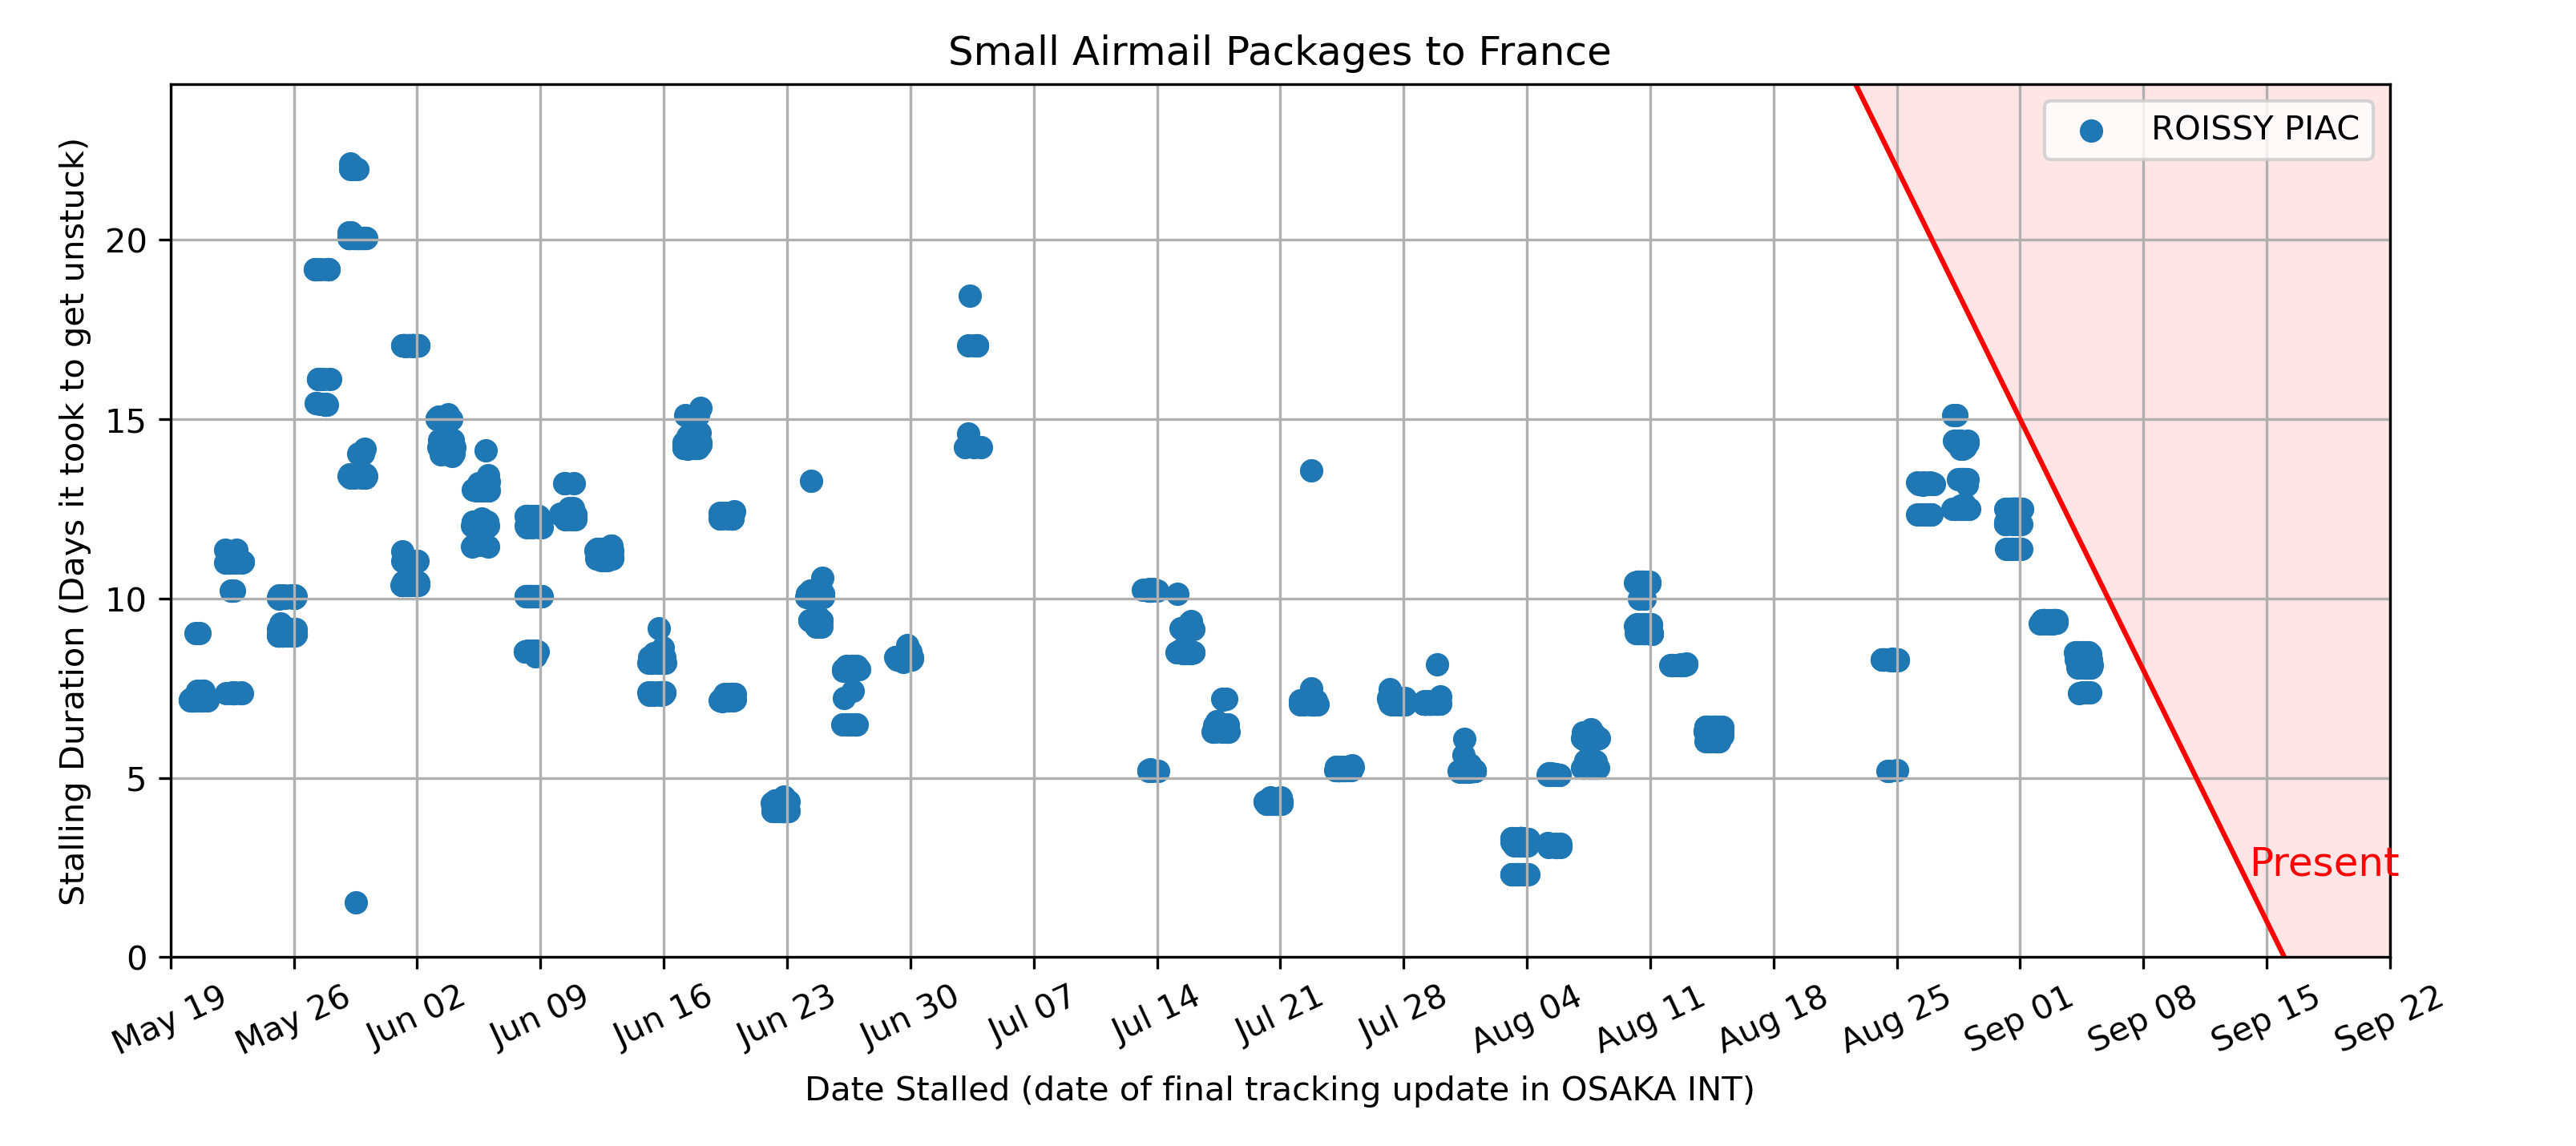 Small Airmail Packages to France
ROISSY PIAC
Stalling Duration (Days it took to get unstuck)
20
15
10
5
0
Present
May 19 May 26 Jun 02 Jun 09 Jun 16 Jun 23 Jun 30 Jul 07 Jul 14 Jul 21 Jul 28 Aug 04 Aug 11 Aug 18 Aug 25 Sep 01 Sep 08 Sep 15 Sep 22
Date Stalled (date of final tracking update in OSAKA INT)